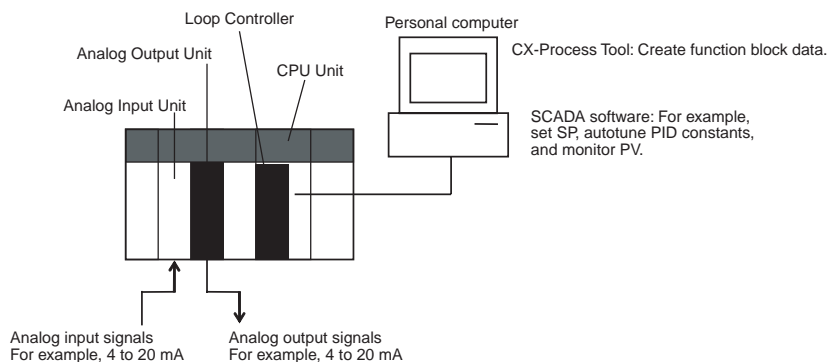 Loop Controller
Analog Output Unit
CPU Unit
Analog Input Unit
Personal computer
CX-Process Tool: Create function block data.
SCADA software: For example,
set SP, autotune PID constants,
and monitor PV.
Analog input signals
For example, 4 to 20 mA
Analog output signals
For example, 4 to 20 mA